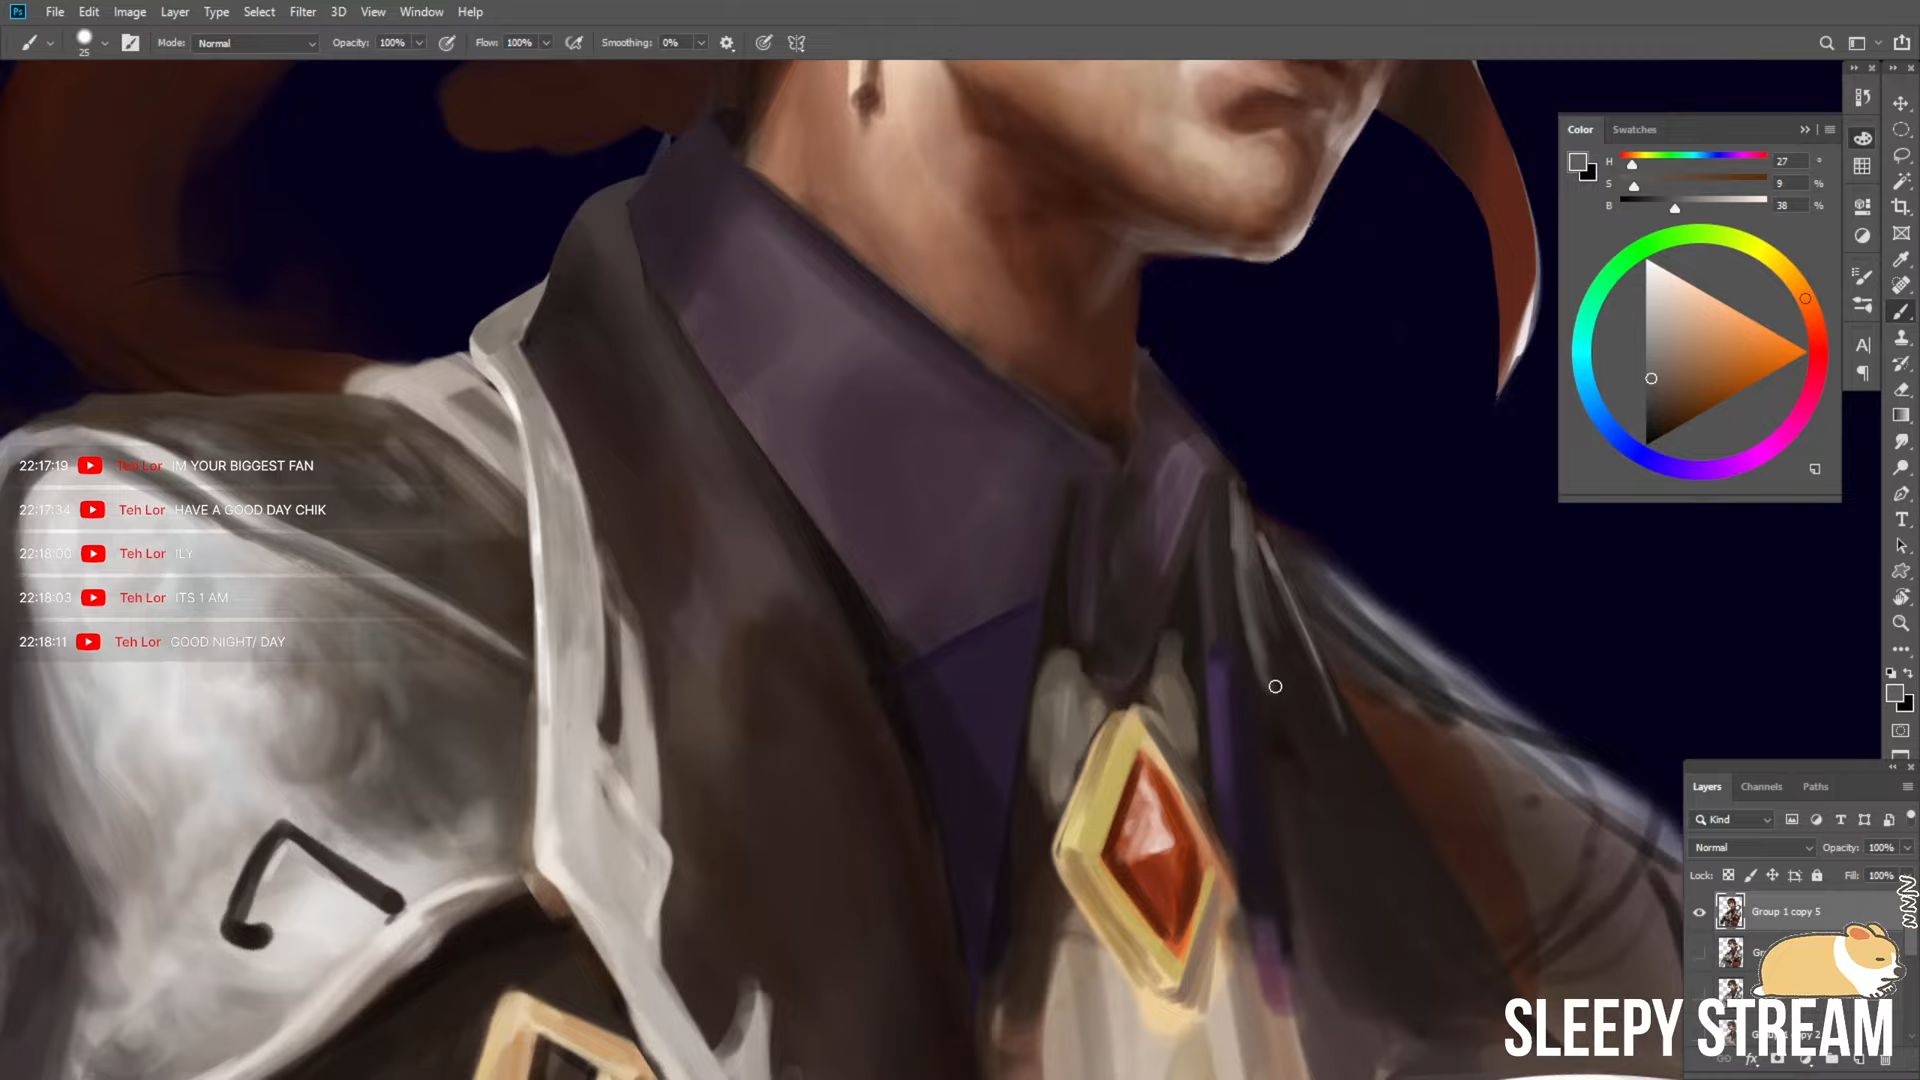 Ps File Edit Image Layer Type Select Filter 3D View Window Help
25 Mode: Normal Opacity: 100% Flow: 100% Smoothing: 0%
Color Swatches
H 27 °
S 9 %
B 38 %
22:17:19 Teh Lor IM YOUR BIGGEST FAN
22:17:34 Teh Lor HAVE A GOOD DAY CHIK
22:18:00 Teh Lor ILY
22:18:03 Teh Lor ITS 1 AM
22:18:11 Teh Lor GOOD NIGHT/ DAY
Layers Channels Paths
Kind
Normal Opacity: 100%
Lock: Fill: 100%
Group 1 copy 5
SLEEPY STREAM